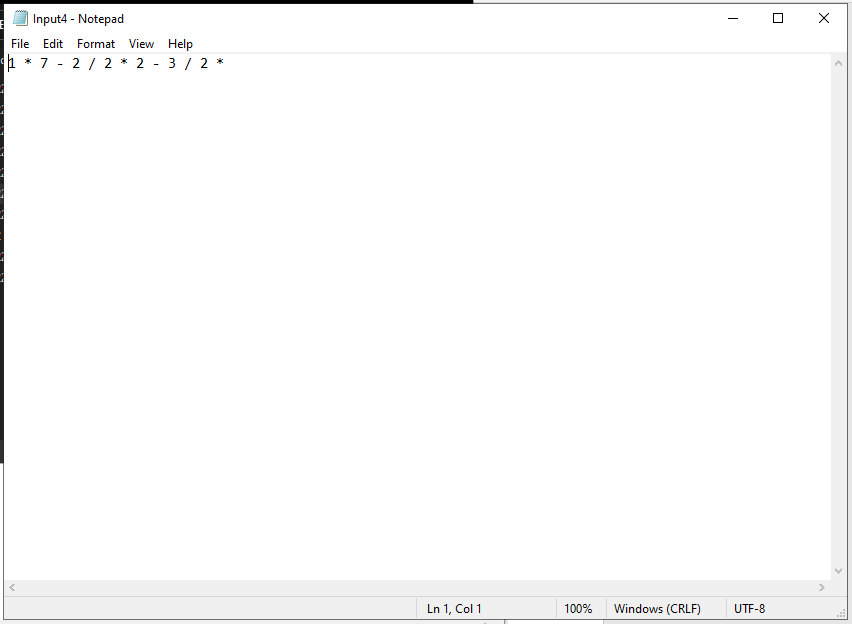 Input4 - Notepad
File Edit Format View Help
1 * 7 - 2 / 2 * 2 - 3 / 2 *
Ln 1, Col 1 100% Windows (CRLF) UTF-8